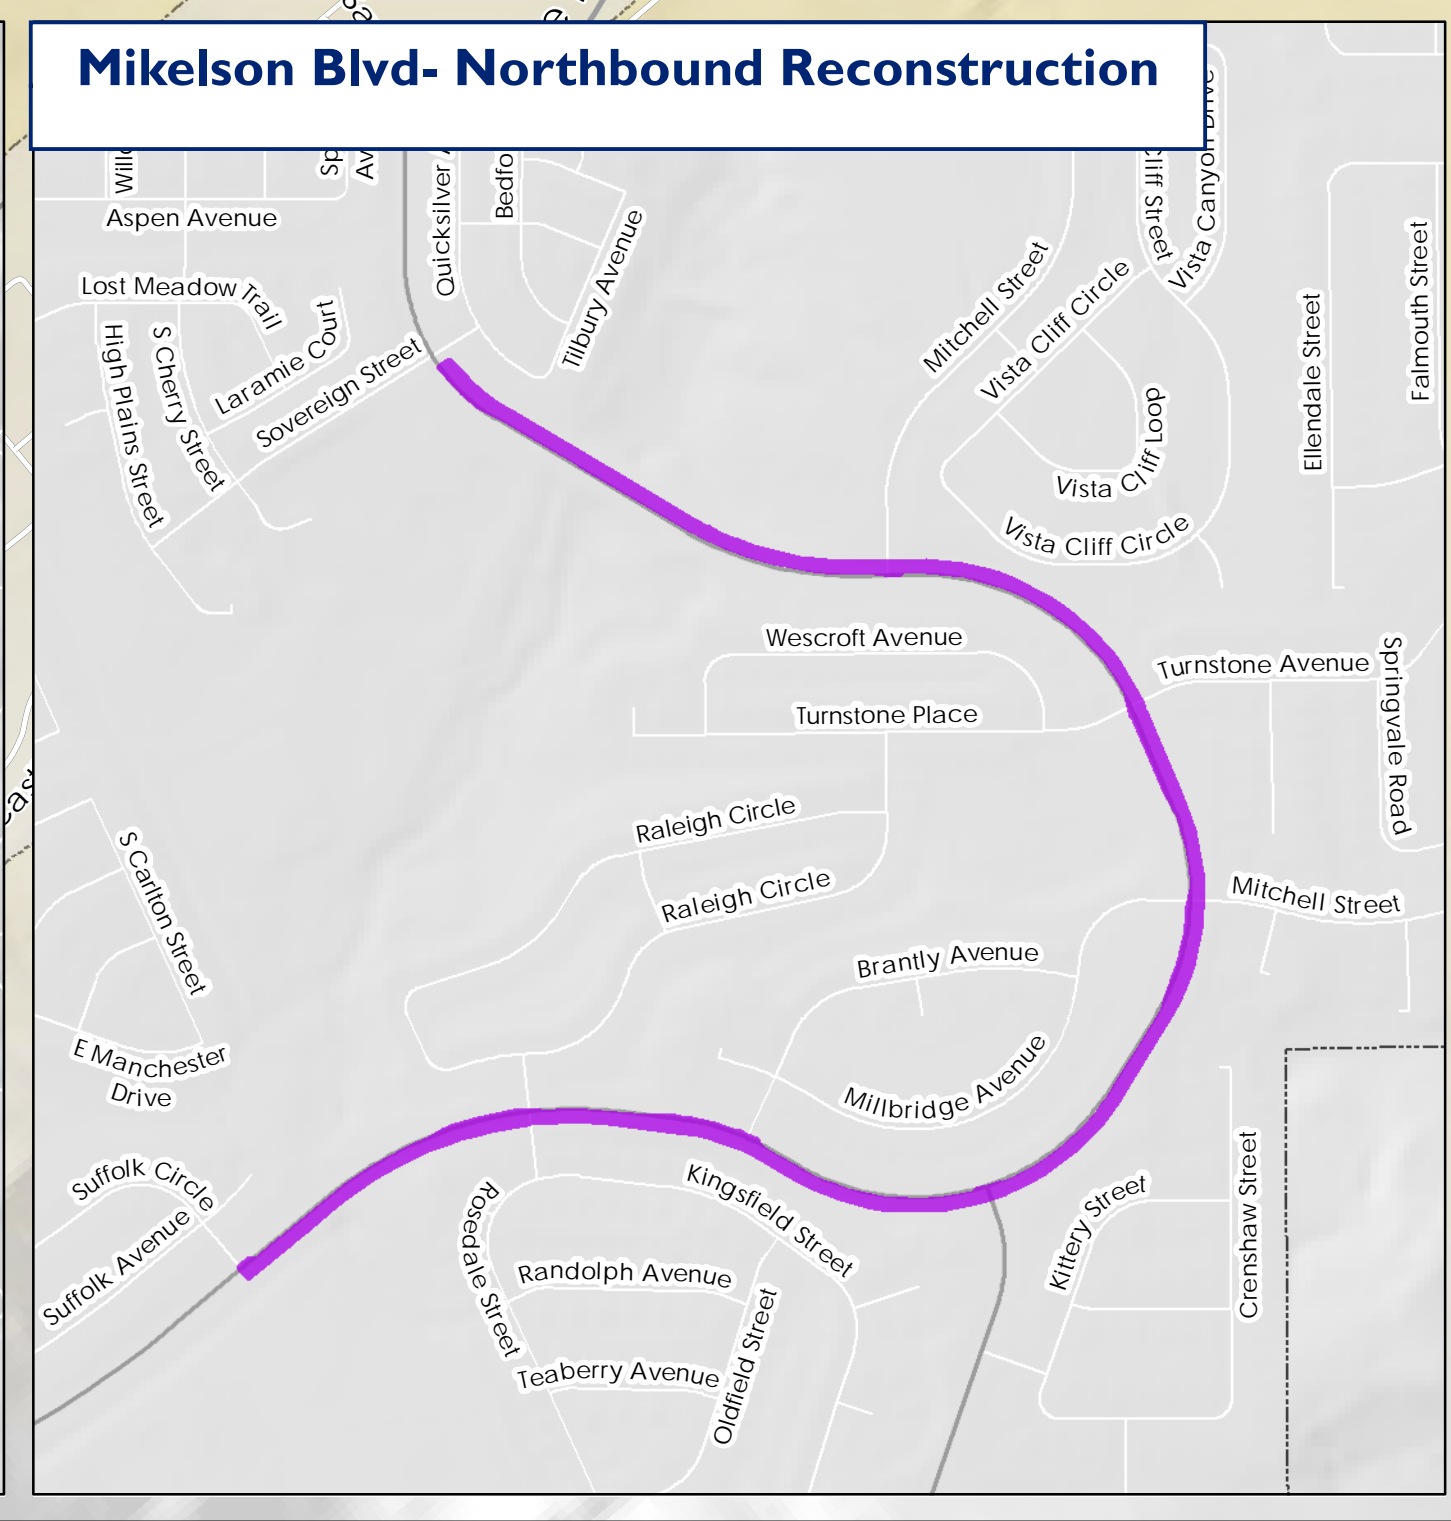 Mikelson Blvd- Northbound Reconstruction
Aspen Avenue
Lost Meadow Trail
High Plains Street
S Cherry Street
Laramie Court
Sovereign Street
Quicksilver
Tilbury Avenue
Mitchell Street
Vista Cliff Circle
Cliff Street
Vista Canyon Drive
Vista Cliff Loop
Vista Cliff Circle
Ellendale Street
Falmouth Street
Wescroft Avenue
Turnstone Avenue
Turnstone Place
Springvale Road
Raleigh Circle
Raleigh Circle
Mitchell Street
Brantly Avenue
Millbridge Avenue
S Carlton Street
E Manchester
Drive
Suffolk Circle
Suffolk Avenue
Rosedale Street
Kingsfield Street
Randolph Avenue
Teaberry Avenue
Oldfield Street
Kittery Street
Crenshaw Street